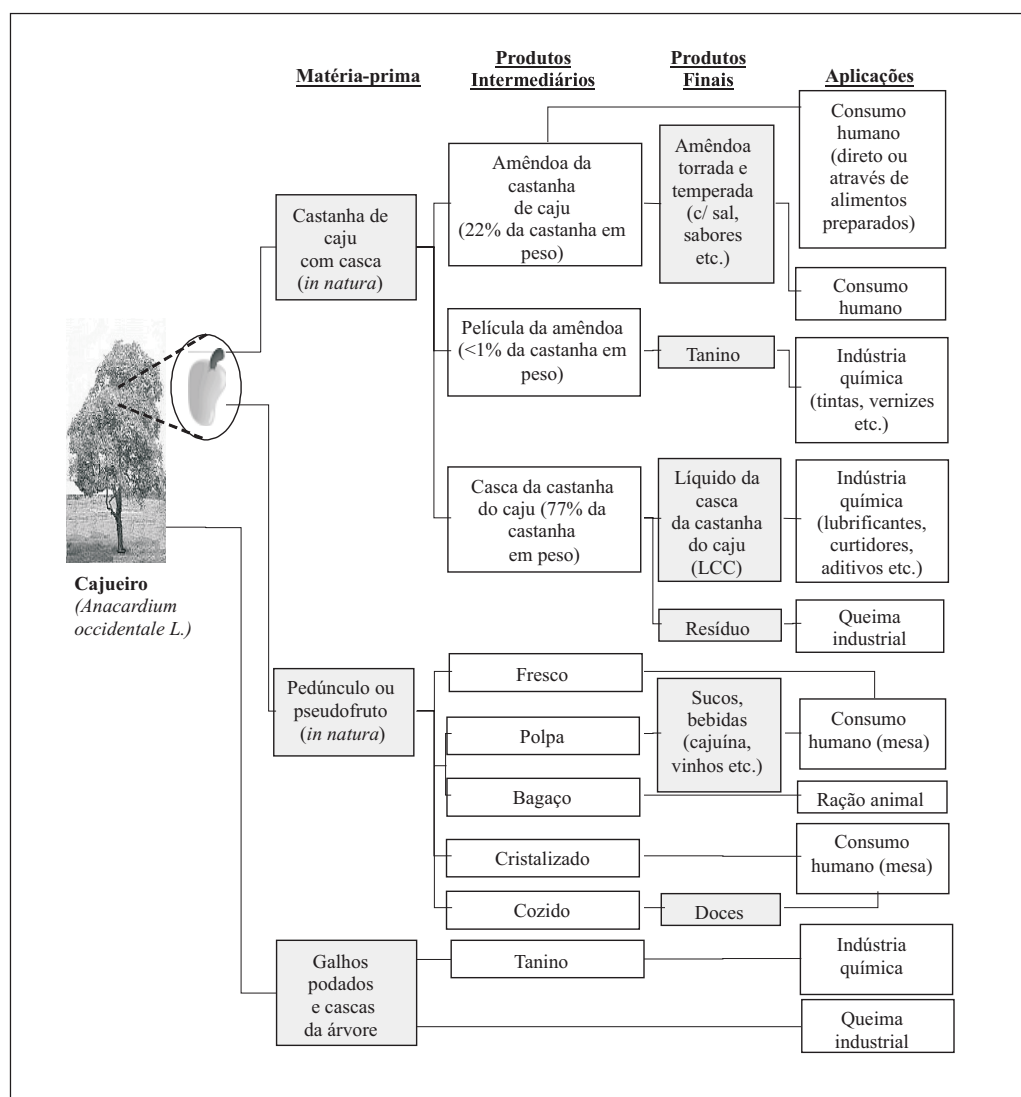 Matéria-prima
Produtos
Intermediários
Produtos
Finais
Aplicações
Castanha de
caju
com casca
(in natura)
Amêndoa da
castanha
de caju
(22% da castanha em
peso)
Amêndoa
torrada e
temperada
(c/ sal,
sabores
etc.)
Consumo
humano
(direto ou
através de
alimentos
preparados)
Consumo
humano
Película da amêndoa
(<1% da castanha em
peso)
Tanino
Indústria
química
(tintas, vernizes
etc.)
Casca da castanha
do caju (77% da
castanha
em peso)
Líquido da
casca
da castanha
do caju
(LCC)
Indústria
química
(lubrificantes,
curtidores,
aditivos etc.)
Resíduo
Queima
industrial
Cajueiro
(Anacardium
occidentale L.)
Pedúnculo ou
pseudofruto
(in natura)
Fresco
Polpa
Sucos,
bebidas
(cajuína,
vinhos etc.)
Consumo
humano (mesa)
Bagaço
Ração animal
Cristalizado
Consumo
humano (mesa)
Cozido
Doces
Galhos
podados
e cascas
da árvore
Tanino
Indústria
química
Queima
industrial